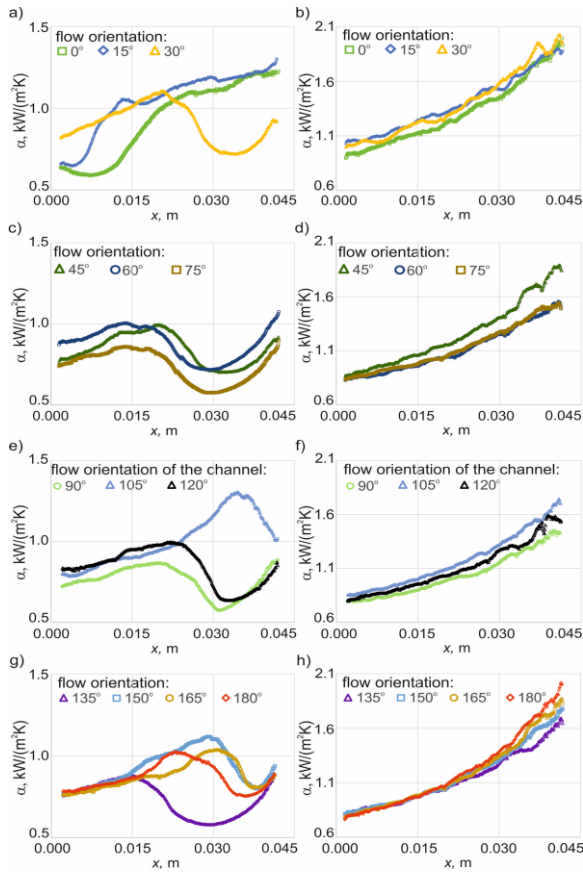 a)
α, kW/(m²K)
1.5
1.0
0.5
flow orientation:
0° 15° 30°
0.000 0.015 0.030 0.045
x, m
b)
α, kW/(m²K)
2.1
1.6
1.1
0.6
flow orientation:
0° 15° 30°
0.000 0.015 0.030 0.045
x, m
c)
α, kW/(m²K)
1.5
1.0
0.5
flow orientation:
45° 60° 75°
0.000 0.015 0.030 0.045
x, m
d)
α, kW/(m²K)
2.1
1.6
1.1
0.6
flow orientation:
45° 60° 75°
0.000 0.015 0.030 0.045
x, m
e)
α, kW/(m²K)
1.5
1.0
0.5
flow orientation of the channel:
90° 105° 120°
0.000 0.015 0.030 0.045
x, m
f)
α, kW/(m²K)
2.1
1.6
1.1
0.6
flow orientation of the channel:
90° 105° 120°
0.000 0.015 0.030 0.045
x, m
g)
α, kW/(m²K)
1.5
1.0
0.5
flow orientation:
135° 150° 165° 180°
0.000 0.015 0.030 0.045
x, m
h)
α, kW/(m²K)
2.1
1.6
1.1
0.6
flow orientation:
135° 150° 165° 180°
0.000 0.015 0.030 0.045
x, m